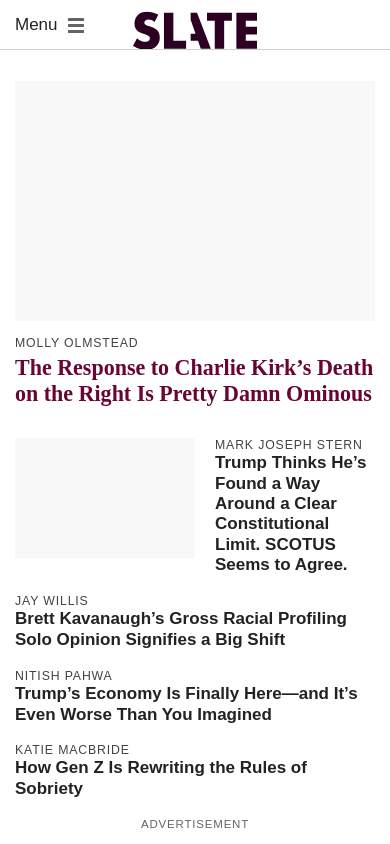 Menu
SLATE
MOLLY OLMSTEAD
The Response to Charlie Kirk’s Death
on the Right Is Pretty Damn Ominous
MARK JOSEPH STERN
Trump Thinks He’s
Found a Way
Around a Clear
Constitutional
Limit. SCOTUS
Seems to Agree.
JAY WILLIS
Brett Kavanaugh’s Gross Racial Profiling
Solo Opinion Signifies a Big Shift
NITISH PAHWA
Trump’s Economy Is Finally Here—and It’s
Even Worse Than You Imagined
KATIE MACBRIDE
How Gen Z Is Rewriting the Rules of
Sobriety
ADVERTISEMENT